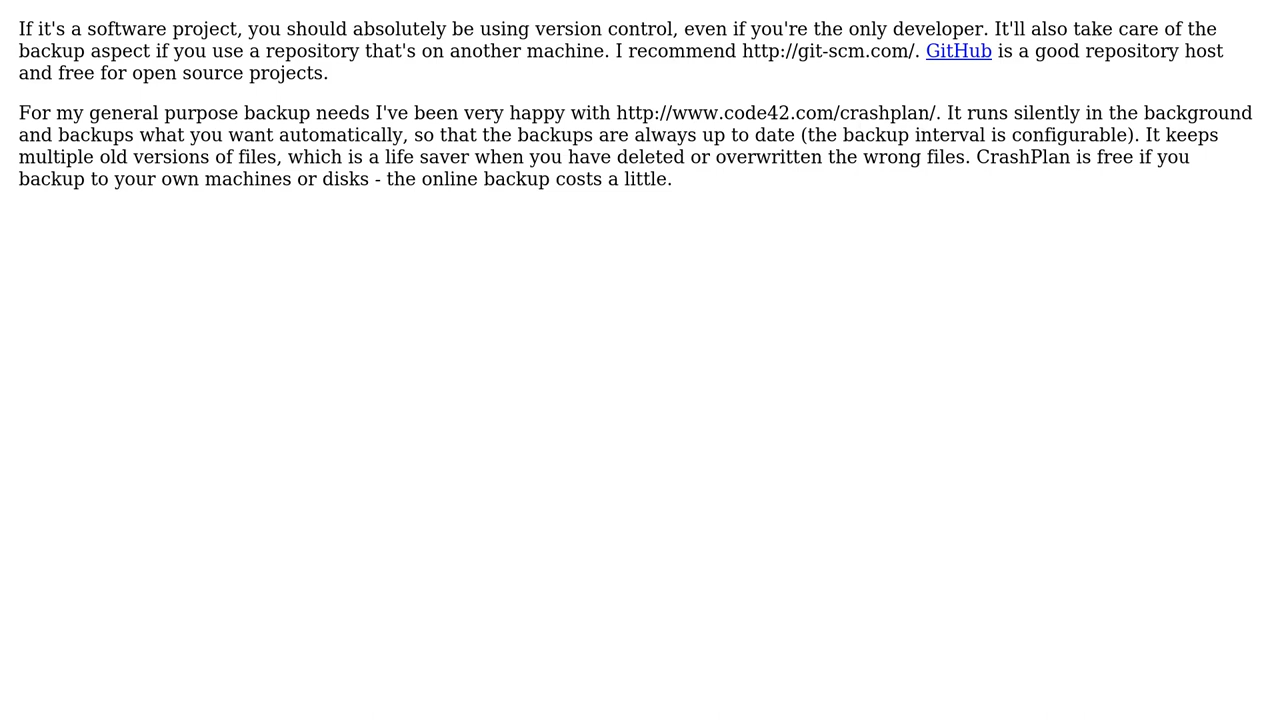 If it's a software project, you should absolutely be using version control, even if you're the only developer. It'll also take care of the
backup aspect if you use a repository that's on another machine. I recommend http://git-scm.com/. GitHub is a good repository host
and free for open source projects.
For my general purpose backup needs I've been very happy with http://www.code42.com/crashplan/. It runs silently in the background
and backups what you want automatically, so that the backups are always up to date (the backup interval is configurable). It keeps
multiple old versions of files, which is a life saver when you have deleted or overwritten the wrong files. CrashPlan is free if you
backup to your own machines or disks - the online backup costs a little.